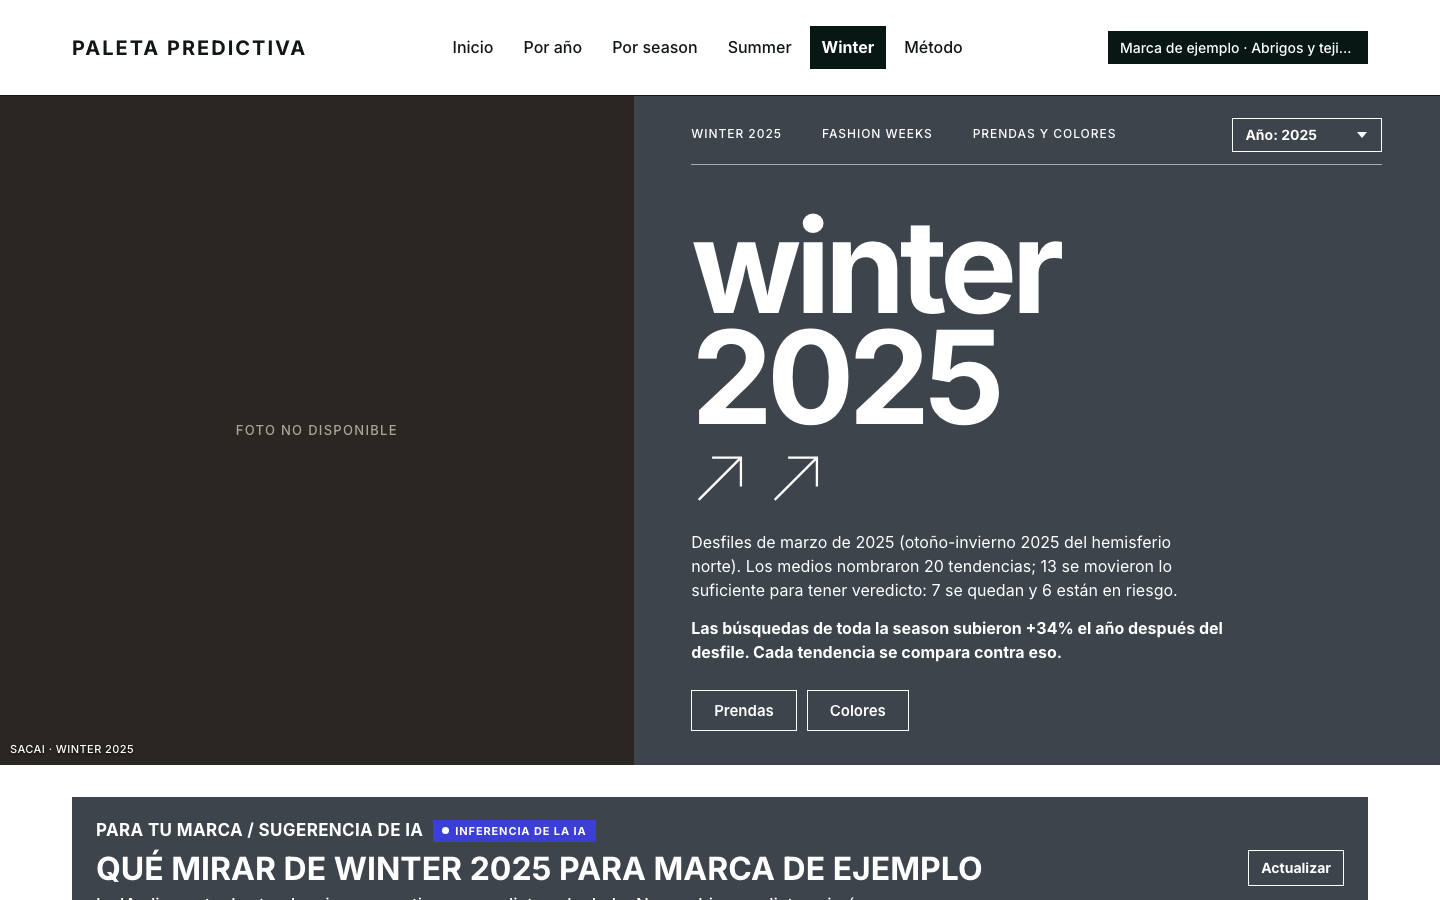 PALETA PREDICTIVA
Inicio
Por año
Por season
Summer
Winter
Método
Marca de ejemplo · Abrigos y teji...
WINTER 2025
FASHION WEEKS
PRENDAS Y COLORES
Año: 2025
winter
2025
FOTO NO DISPONIBLE
Desfiles de marzo de 2025 (otoño-invierno 2025 del hemisferio
norte). Los medios nombraron 20 tendencias; 13 se movieron lo
suficiente para tener veredicto: 7 se quedan y 6 están en riesgo.
Las búsquedas de toda la season subieron +34% el año después del
desfile. Cada tendencia se compara contra eso.
Prendas
Colores
SACAI · WINTER 2025
PARA TU MARCA / SUGERENCIA DE IA
INFERENCIA DE LA IA
QUÉ MIRAR DE WINTER 2025 PARA MARCA DE EJEMPLO
Actualizar